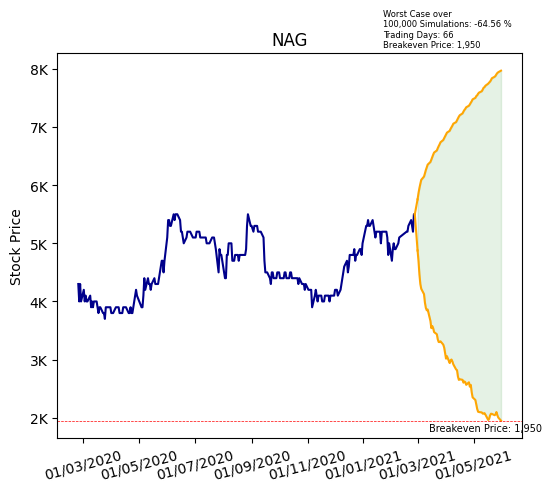 Worst Case over
100,000 Simulations: -64.56 %
Trading Days: 66
Breakeven Price: 1,950
NAG
Stock Price
8K
7K
6K
5K
4K
3K
2K
Breakeven Price: 1,950
01/03/2020
01/05/2020
01/07/2020
01/09/2020
01/11/2020
01/01/2021
01/03/2021
01/05/2021